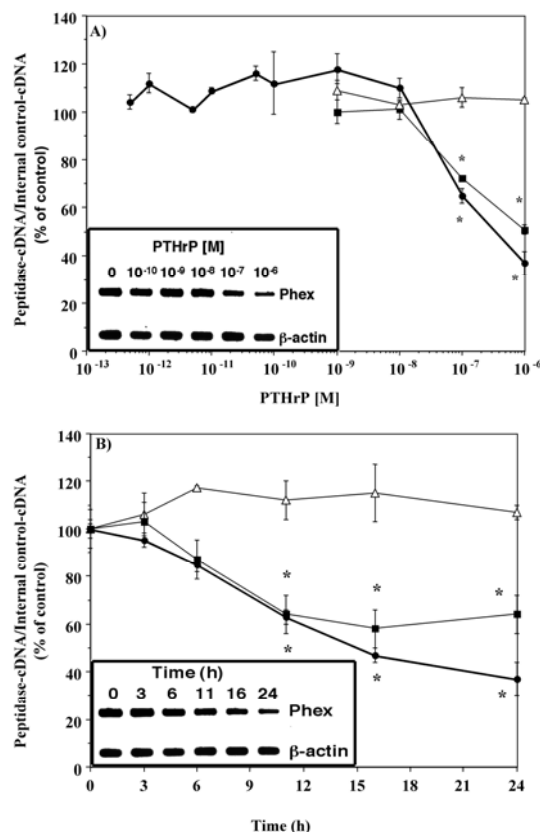 A)
Peptidase-cDNA/Internal control-cDNA
(% of control)
140
120
100
80
60
40
20
0
* *
* *
PTHrP [M]
0 10⁻¹⁰ 10⁻⁹ 10⁻⁸ 10⁻⁷ 10⁻⁶
Phex
β-actin
10⁻¹³ 10⁻¹² 10⁻¹¹ 10⁻¹⁰ 10⁻⁹ 10⁻⁸ 10⁻⁷ 10⁻⁶
PTHrP [M]
B)
Peptidase-cDNA/Internal control-cDNA
(% of control)
140
120
100
80
60
40
20
0
* * *
* * *
Time (h)
0 3 6 11 16 24
Phex
β-actin
0 3 6 9 12 15 18 21 24
Time (h)